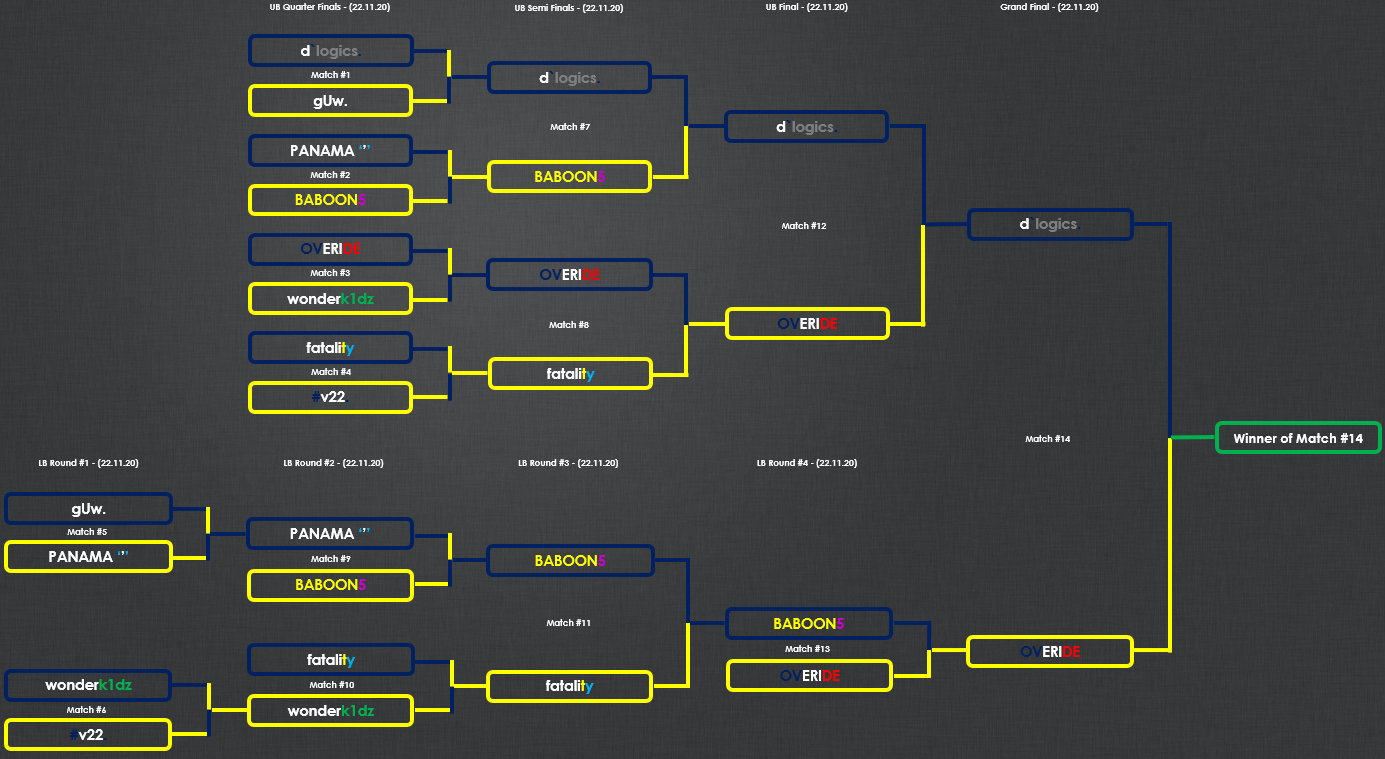 UB Quarter Finals - (22.11.20)
UB Semi Finals - (22.11.20)
UB Final - (22.11.20)
Grand Final - (22.11.20)
d`logics.
Match #1
gUw.
PANAMA ‘’’
Match #2
BABOON5
OVERIDE
Match #3
wonderk1dz
fatality
Match #4
#v22
d`logics.
Match #7
BABOON5
OVERIDE
Match #8
fatality
d`logics.
Match #12
OVERIDE
d`logics.
Match #14
Winner of Match #14
LB Round #1 - (22.11.20)
LB Round #2 - (22.11.20)
LB Round #3 - (22.11.20)
LB Round #4 - (22.11.20)
gUw.
Match #5
PANAMA ‘’’
wonderk1dz
Match #6
#v22
PANAMA ‘’’
Match #9
BABOON5
fatality
Match #10
wonderk1dz
BABOON5
Match #11
fatality
BABOON5
Match #13
OVERIDE
OVERIDE